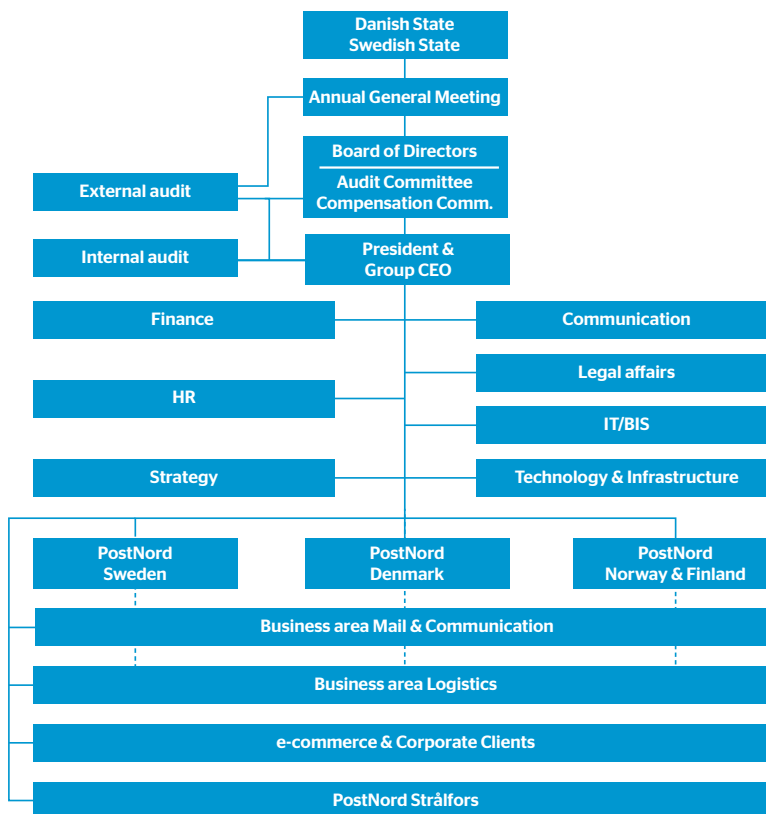 Danish State
Swedish State
Annual General Meeting
Board of Directors
Audit Committee
Compensation Comm.
External audit
Internal audit
President &
Group CEO
Finance
Communication
Legal affairs
HR
IT/BIS
Strategy
Technology & Infrastructure
PostNord
Sweden
PostNord
Denmark
PostNord
Norway & Finland
Business area Mail & Communication
Business area Logistics
e-commerce & Corporate Clients
PostNord Strålfors